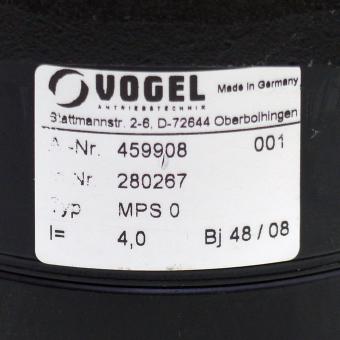 VOGEL Made in Germany
ANTRIEBSTECHNIK
Stattmannstr. 2-6, D-72644 Oberboihingen
-Nr. 459908 001
Nr 280267
Typ MPS 0
I= 4,0 Bj 48 / 08